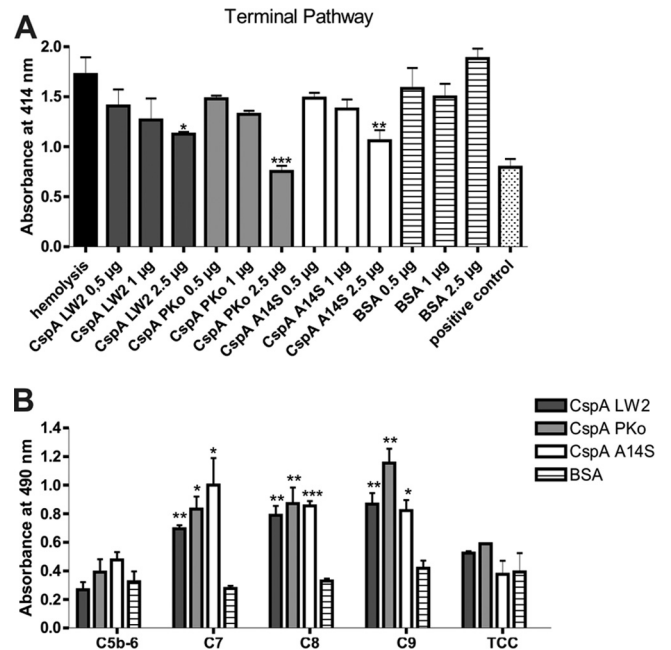 A
Terminal Pathway
Absorbance at 414 nm
2.0
1.5
1.0
0.5
0.0
*
***
**
hemolysis
CspA LW2 0,5 µg
CspA LW2 1 µg
CspA LW2 2.5 µg
CspA PKo 0.5 µg
CspA PKo 1 µg
CspA PKo 2.5 µg
CspA A14S 0.5 µg
CspA A14S 1 µg
CspA A14S 2.5 µg
BSA 0.5 µg
BSA 1 µg
BSA 2.5 µg
positive control
B
Absorbance at 490 nm
1.4
1.2
1.0
0.8
0.6
0.4
0.2
0.0
** * *
** ** ***
** ** *
C5b-6 C7 C8 C9 TCC
CspA LW2
CspA PKo
CspA A14S
BSA